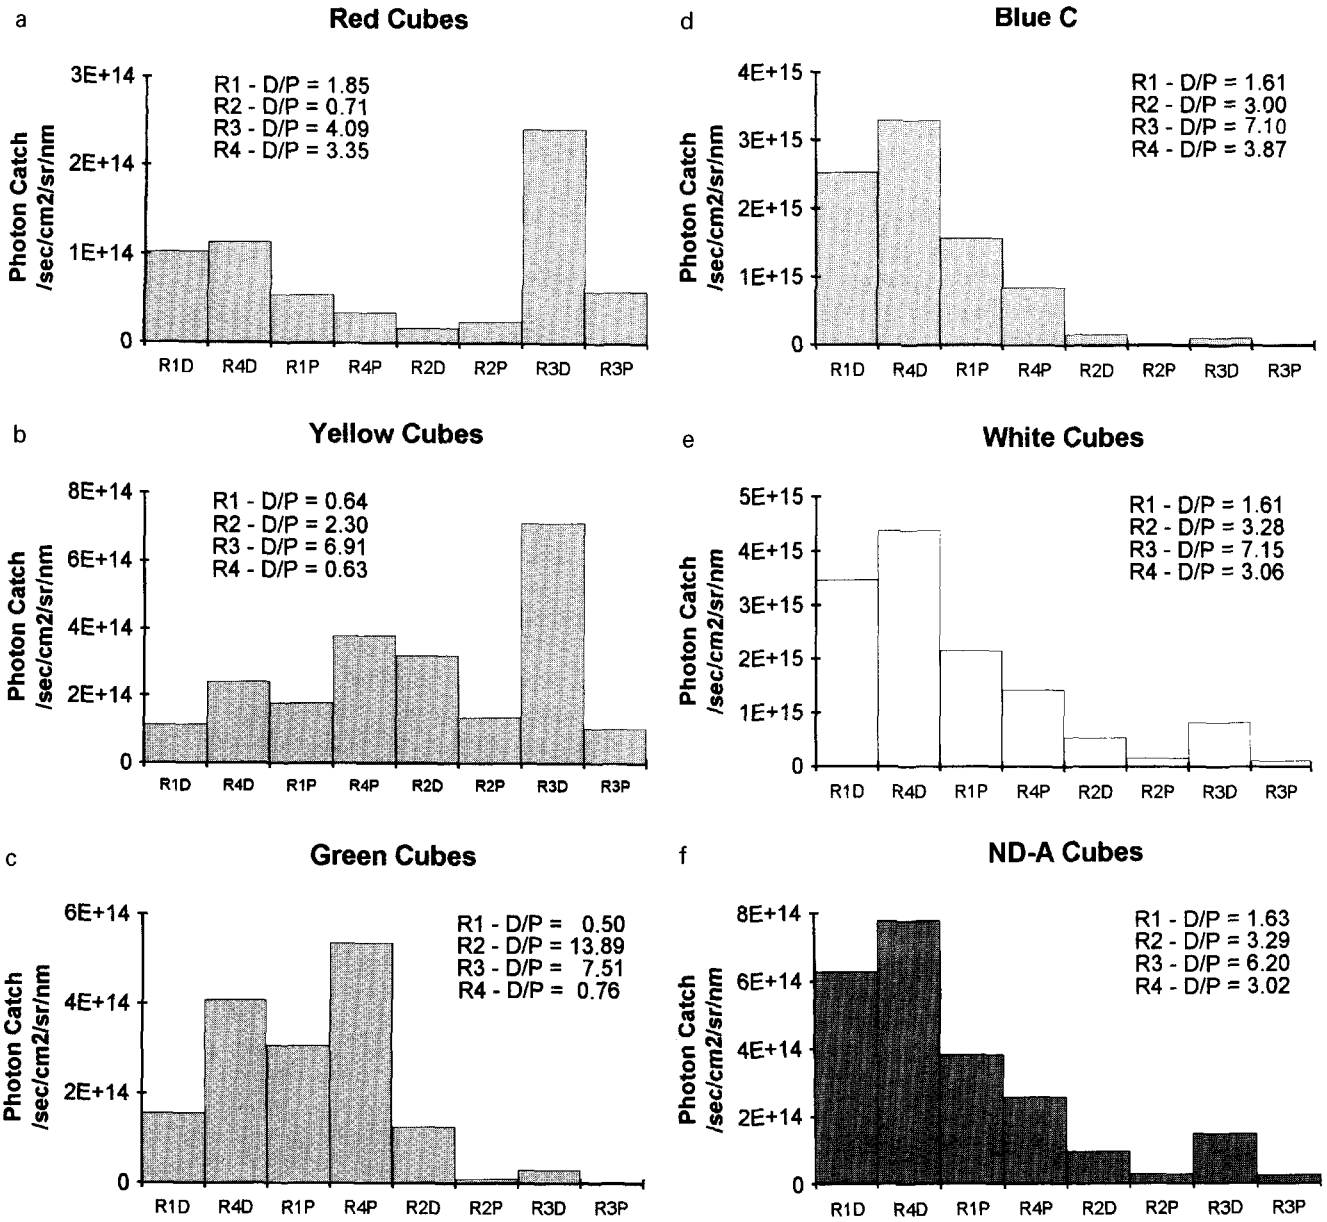 a
Red Cubes
3E+14
2E+14
1E+14
0
Photon Catch
/sec/cm2/sr/nm
R1 - D/P = 1.85
R2 - D/P = 0.71
R3 - D/P = 4.09
R4 - D/P = 3.35
R1D R4D R1P R4P R2D R2P R3D R3P
b
Yellow Cubes
8E+14
6E+14
4E+14
2E+14
0
Photon Catch
/sec/cm2/sr/nm
R1 - D/P = 0.64
R2 - D/P = 2.30
R3 - D/P = 6.91
R4 - D/P = 0.63
R1D R4D R1P R4P R2D R2P R3D R3P
c
Green Cubes
6E+14
4E+14
2E+14
0
Photon Catch
/sec/cm2/sr/nm
R1 - D/P = 0.50
R2 - D/P = 13.89
R3 - D/P = 7.51
R4 - D/P = 0.76
R1D R4D R1P R4P R2D R2P R3D R3P
d
Blue C
4E+15
3E+15
2E+15
1E+15
0
Photon Catch
/sec/cm2/sr/nm
R1 - D/P = 1.61
R2 - D/P = 3.00
R3 - D/P = 7.10
R4 - D/P = 3.87
R1D R4D R1P R4P R2D R2P R3D R3P
e
White Cubes
5E+15
4E+15
3E+15
2E+15
1E+15
0
Photon Catch
/sec/cm2/sr/nm
R1 - D/P = 1.61
R2 - D/P = 3.28
R3 - D/P = 7.15
R4 - D/P = 3.06
R1D R4D R1P R4P R2D R2P R3D R3P
f
ND-A Cubes
8E+14
6E+14
4E+14
2E+14
0
Photon Catch
/sec/cm2/sr/nm
R1 - D/P = 1.63
R2 - D/P = 3.29
R3 - D/P = 6.20
R4 - D/P = 3.02
R1D R4D R1P R4P R2D R2P R3D R3P